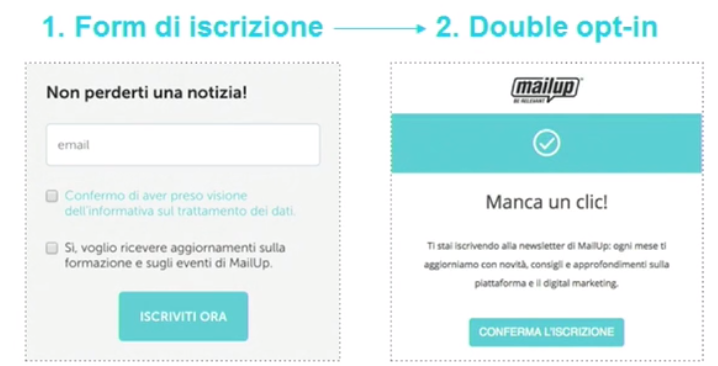 1. Form di iscrizione
2. Double opt-in
Non perderti una notizia!
email
Confermo di aver preso visione
dell'informativa sul trattamento dei dati.
Sì, voglio ricevere aggiornamenti sulla
formazione e sugli eventi di MailUp.
ISCRIVITI ORA
mailup
BE RELEVANT
Manca un clic!
Ti stai iscrivendo alla newsletter di MailUp: ogni mese ti
aggiorniamo con novità, consigli e approfondimenti sulla
piattaforma e il digital marketing.
CONFERMA L'ISCRIZIONE